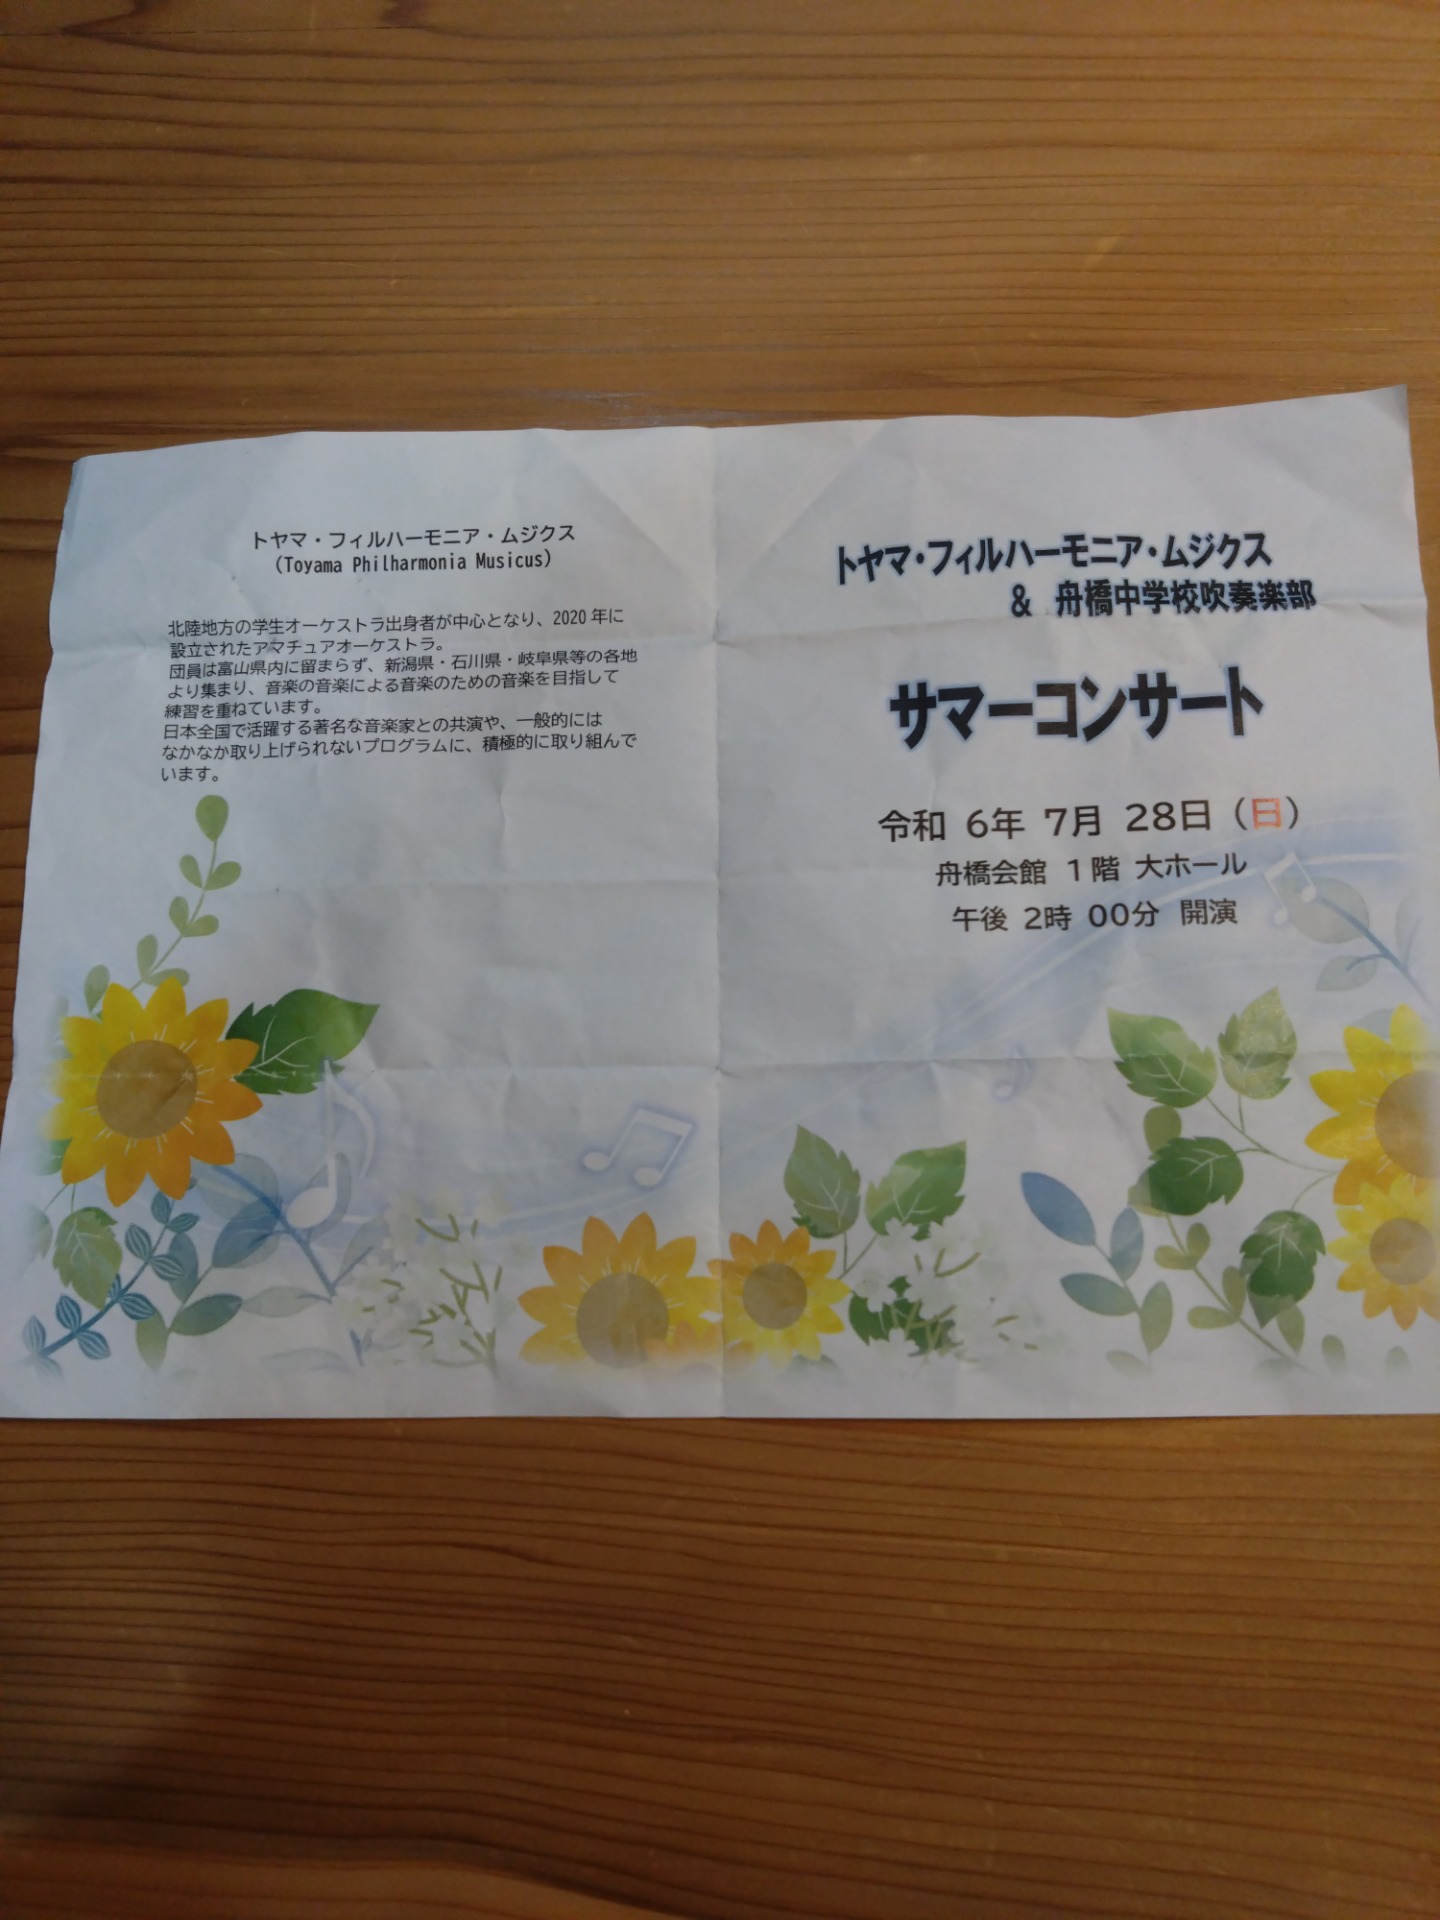 トヤマ・フィルハーモニア・ムジクス
(Toyama Philharmonia Musicus)
北陸地方の学生オーケストラ出身者が中心となり、2020年に
設立されたアマチュアオーケストラ。
団員は富山県内に留まらず、新潟県・石川県・岐阜県等の各地
より集まり、音楽の音楽による音楽のための音楽を目指して
練習を重ねています。
日本全国で活躍する著名な音楽家との共演や、一般的には
なかなか取り上げられないプログラムに、積極的に取り組んで
います。
トヤマ・フィルハーモニア・ムジクス
& 舟橋中学校吹奏楽部
サマーコンサート
令和 6年 7月 28日（日）
舟橋会館 1階 大ホール
午後 2時 00分 開演